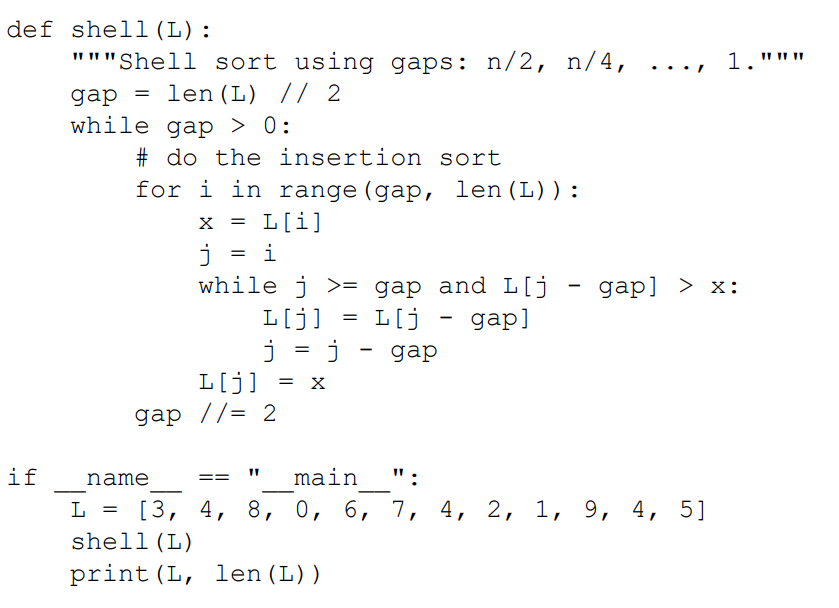 def shell(L):
    """Shell sort using gaps: n/2, n/4, ..., 1."""
    gap = len(L) // 2
    while gap > 0:
        # do the insertion sort
        for i in range(gap, len(L)):
            x = L[i]
            j = i
            while j >= gap and L[j - gap] > x:
                L[j] = L[j - gap]
                j = j - gap
            L[j] = x
        gap //= 2

if __name__ == "__main__":
    L = [3, 4, 8, 0, 6, 7, 4, 2, 1, 9, 4, 5]
    shell(L)
    print(L, len(L))